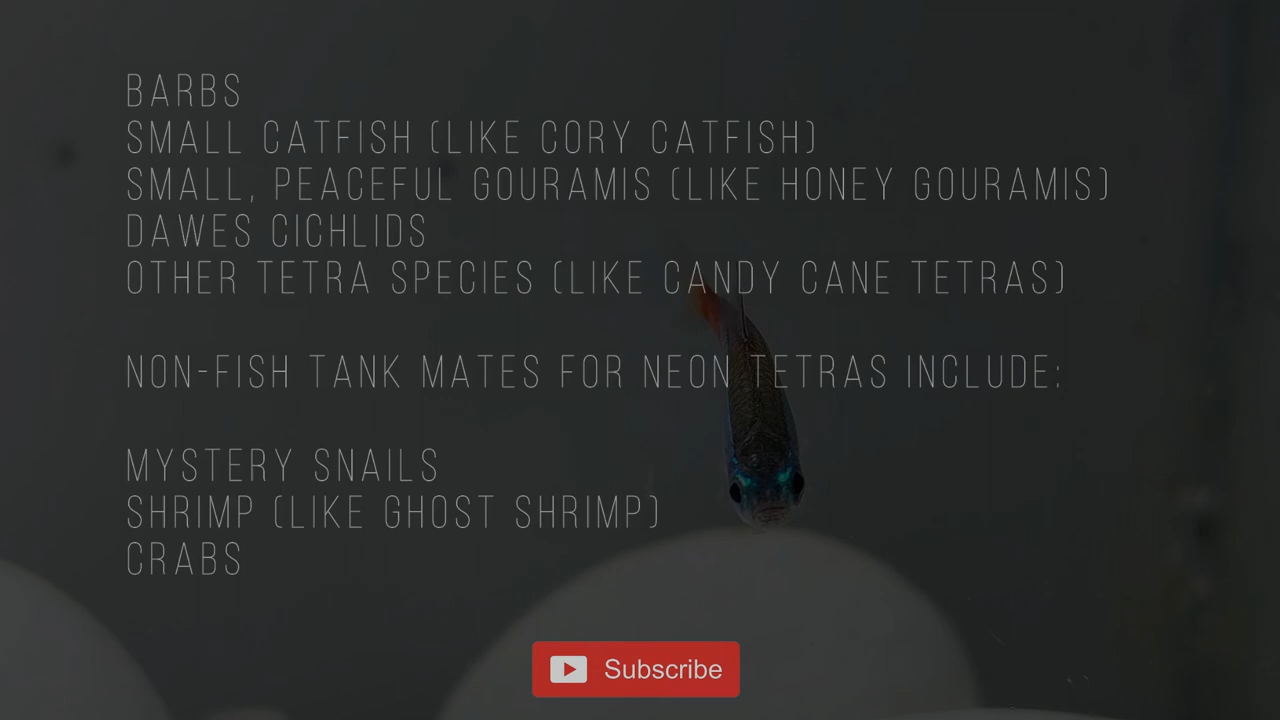 BARBS
SMALL CATFISH (LIKE CORY CATFISH)
SMALL, PEACEFUL GOURAMIS (LIKE HONEY GOURAMIS)
DAWES CICHLIDS
OTHER TETRA SPECIES (LIKE CANDY CANE TETRAS)
NON-FISH TANK MATES FOR NEON TETRAS INCLUDE:
MYSTERY SNAILS
SHRIMP (LIKE GHOST SHRIMP)
CRABS
Subscribe